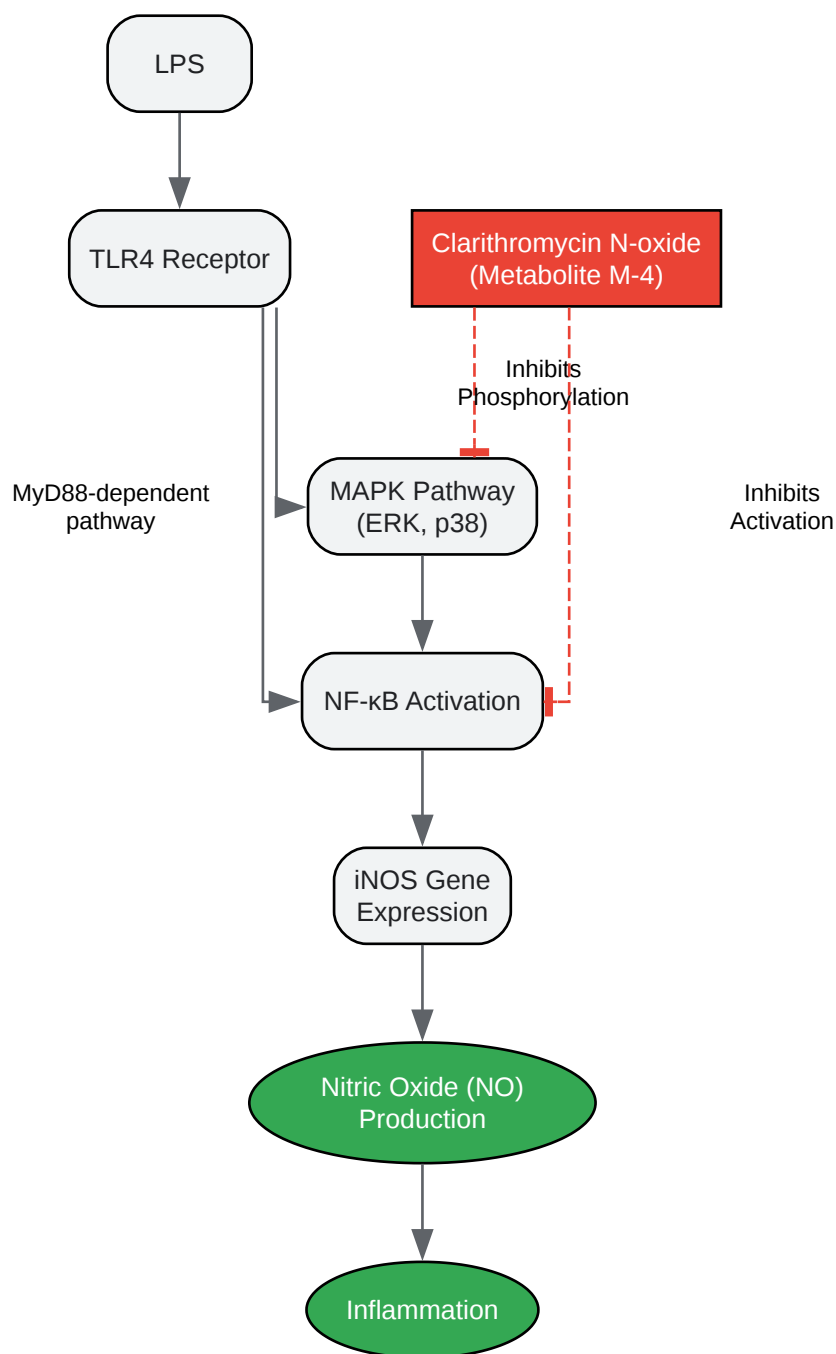 LPS
TLR4 Receptor
Clarithromycin N-oxide
(Metabolite M-4)
Inhibits
Phosphorylation
MyD88-dependent
pathway
MAPK Pathway
(ERK, p38)
Inhibits
Activation
NF-κB Activation
iNOS Gene
Expression
Nitric Oxide (NO)
Production
Inflammation